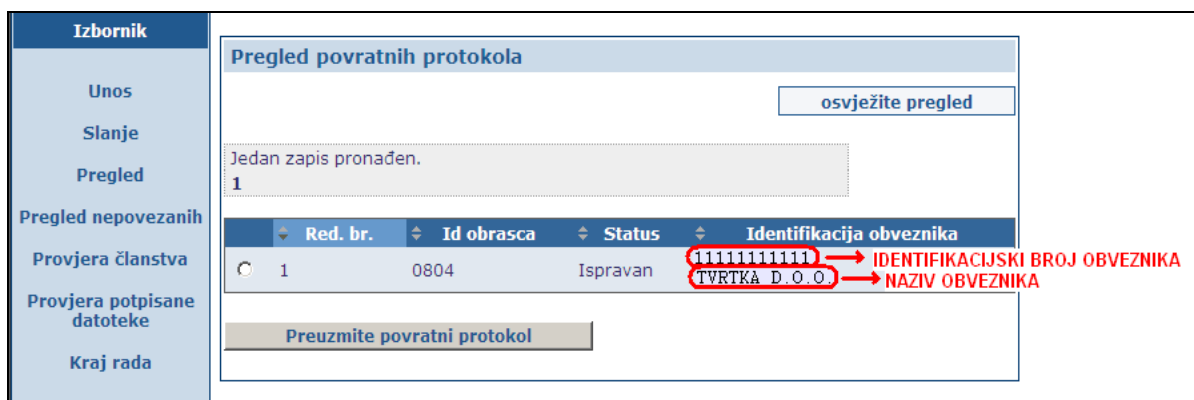 Izbornik
Unos
Slanje
Pregled
Pregled nepovezanih
Provjera članstva
Provjera potpisane
datoteke
Kraj rada
Pregled povratnih protokola
osvježite pregled
Jedan zapis pronađen.
1
Red. br. Id obrasca Status Identifikacija obveznika
1 0804 Ispravan 11111111111 IDENTIFIKACIJSKI BROJ OBVEZNIKA
TVRTKA D.O.O. NAZIV OBVEZNIKA
Preuzmite povratni protokol